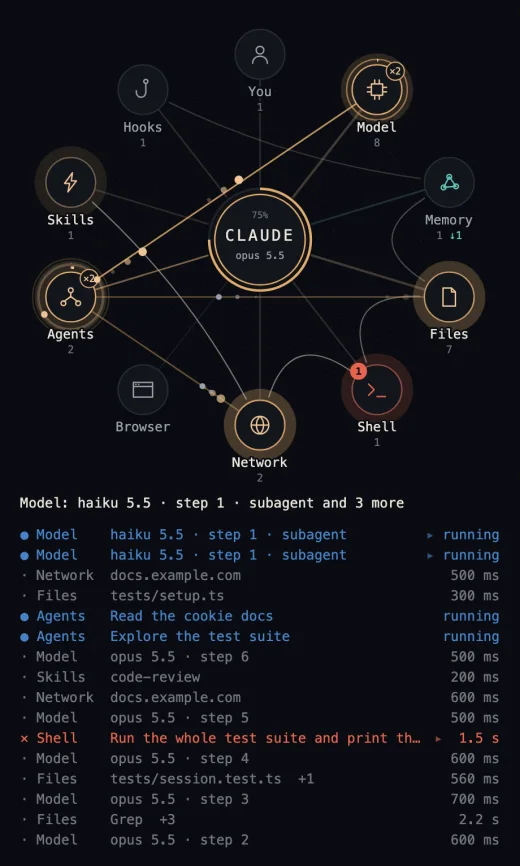 You
1
×2
Hooks
1
Model
8
75%
CLAUDE
opus 5.5
Skills
1
Memory
1 ↓1
×2
Agents
2
Files
7
1
Browser
Shell
1
Network
2
Model: haiku 5.5 · step 1 · subagent and 3 more
● Model haiku 5.5 · step 1 · subagent ▸ running
● Model haiku 5.5 · step 1 · subagent ▸ running
· Network docs.example.com 500 ms
· Files tests/setup.ts 300 ms
● Agents Read the cookie docs running
● Agents Explore the test suite running
· Model opus 5.5 · step 6 500 ms
· Skills code-review 200 ms
· Network docs.example.com 600 ms
· Model opus 5.5 · step 5 500 ms
× Shell Run the whole test suite and print th… ▸ 1.5 s
· Model opus 5.5 · step 4 600 ms
· Files tests/session.test.ts +1 560 ms
· Model opus 5.5 · step 3 700 ms
· Files Grep +3 2.2 s
· Model opus 5.5 · step 2 600 ms